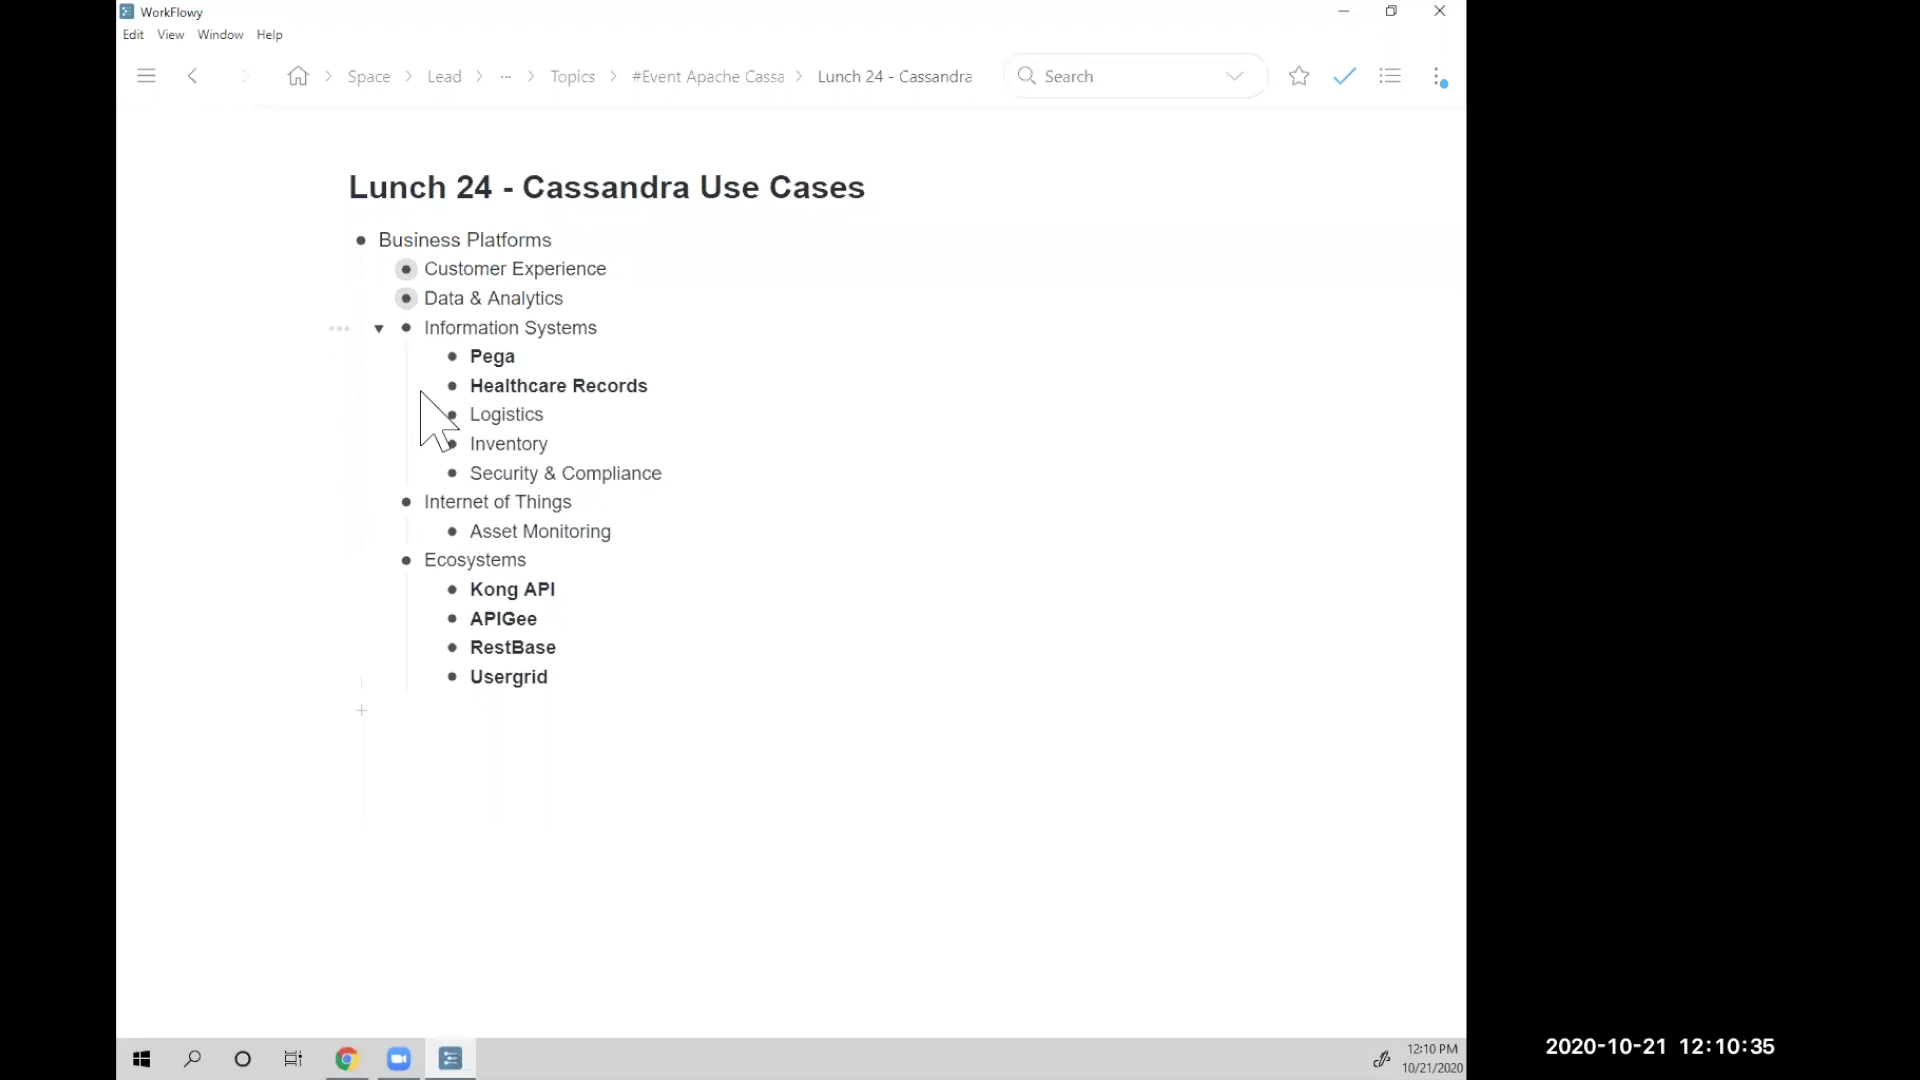 WorkFlowy
Edit View Window Help
Space Lead ... Topics #Event Apache Cassa Lunch 24 - Cassandra Search
Lunch 24 - Cassandra Use Cases
Business Platforms
Customer Experience
Data & Analytics
Information Systems
Pega
Healthcare Records
Logistics
Inventory
Security & Compliance
Internet of Things
Asset Monitoring
Ecosystems
Kong API
APIGee
RestBase
Usergrid
12:10 PM
10/21/2020
2020-10-21 12:10:35